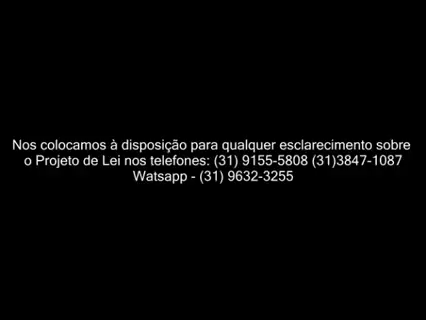 Nos colocamos à disposição para qualquer esclarecimento sobre
o Projeto de Lei nos telefones: (31) 9155-5808 (31)3847-1087
Watsapp - (31) 9632-3255